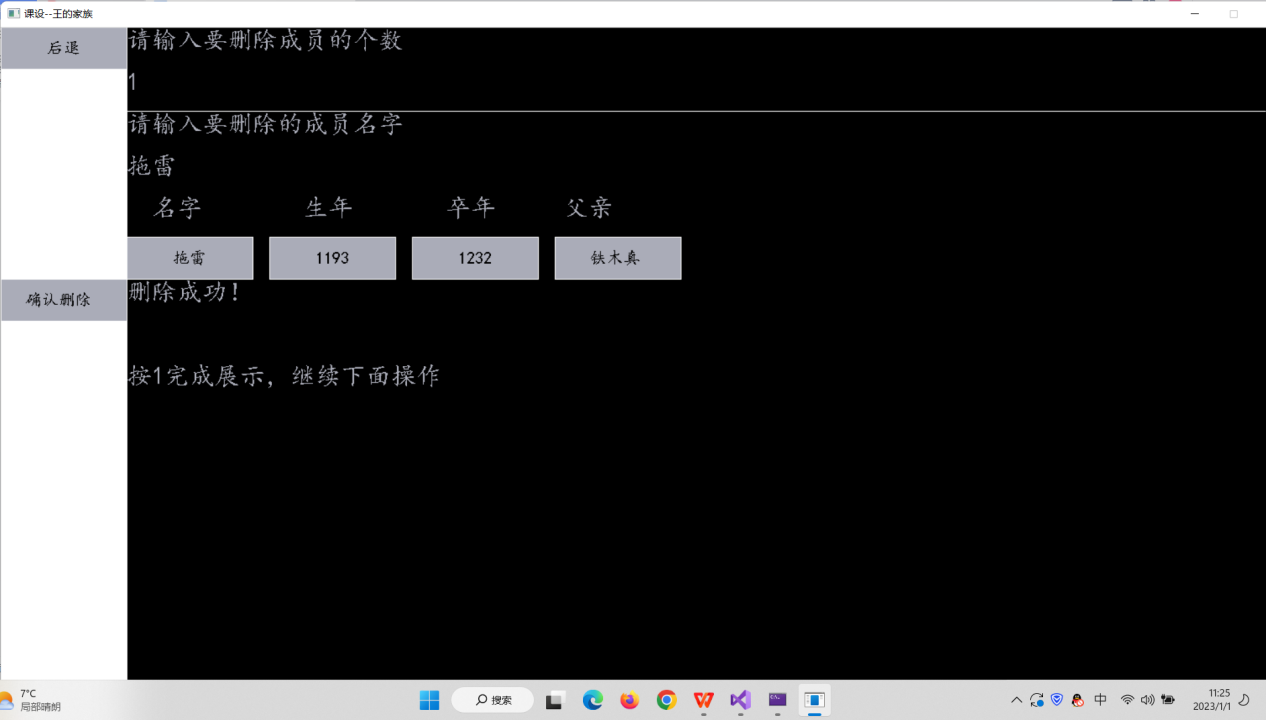 课设--王的家族
后退
请输入要删除成员的个数
1
请输入要删除的成员名字
拖雷
名字 生年 卒年 父亲
拖雷 1193 1232 铁木真
确认删除
删除成功!
按1完成展示, 继续下面操作
7°C
局部晴朗
搜索
中
11:25
2023/1/1